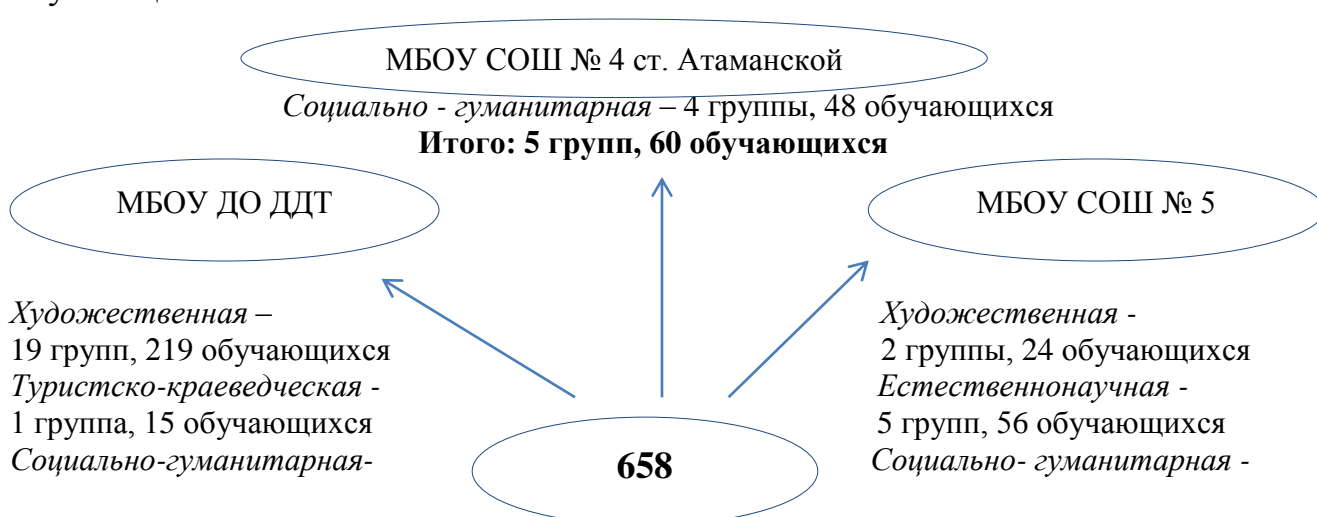 МБОУ СОШ № 4 ст. Атаманской
Социально - гуманитарная – 4 группы, 48 обучающихся
Итого: 5 групп, 60 обучающихся
МБОУ ДО ДДТ
МБОУ СОШ № 5
Художественная –
19 групп, 219 обучающихся
Туристско-краеведческая -
1 группа, 15 обучающихся
Социально-гуманитарная-
Художественная -
2 группы, 24 обучающихся
Естественнонаучная -
5 групп, 56 обучающихся
Социально- гуманитарная -
658